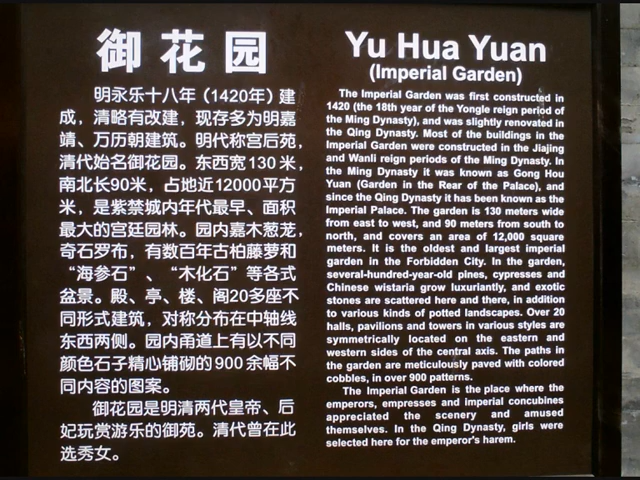 御花园
明永乐十八年（1420年）建
成，清略有改建，现存多为明嘉
靖、万历朝建筑。明代称宫后苑，
清代始名御花园。东西宽130米，
南北长90米，占地近12000平方
米，是紫禁城内年代最早、面积
最大的宫廷园林。园内嘉木葱茏，
奇石罗布，有数百年古柏藤萝和
“海参石”、“木化石”等各式
盆景。殿、亭、楼、阁20多座不
同形式建筑，对称分布在中轴线
东西两侧。园内甬道上有以不同
颜色石子精心铺砌的900余幅不
同内容的图案。
御花园是明清两代皇帝、后
妃玩赏游乐的御苑。清代曾在此
选秀女。
Yu Hua Yuan
(Imperial Garden)
The Imperial Garden was first constructed in
1420 (the 18th year of the Yongle reign period of
the Ming Dynasty), and was slightly renovated in
the Qing Dynasty. Most of the buildings in the
Imperial Garden were constructed in the Jiajing
and Wanli reign periods of the Ming Dynasty. In
the Ming Dynasty it was known as Gong Hou
Yuan (Garden in the Rear of the Palace), and
since the Qing Dynasty it has been known as the
Imperial Palace. The garden is 130 meters wide
from east to west, and 90 meters from south to
north, and covers an area of 12,000 square
meters. It is the oldest and largest imperial
garden in the Forbidden City. In the garden,
several-hundred-year-old pines, cypresses and
Chinese wistaria grow luxuriantly, and exotic
stones are scattered here and there, in addition
to various kinds of potted landscapes. Over 20
halls, pavilions and towers in various styles are
symmetrically located on the eastern and
western sides of the central axis. The paths in
the garden are meticulously paved with colored
cobbles, in over 900 patterns.
The Imperial Garden is the place where the
emperors, empresses and imperial concubines
appreciated the scenery and amused
themselves. In the Qing Dynasty, girls were
selected here for the emperor's harem.